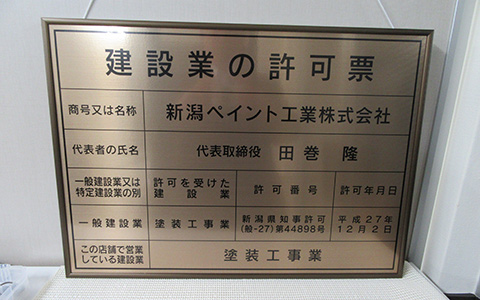 建設業の許可票
商号又は名称 新潟ペイント工業株式会社
代表者の氏名 代表取締役 田巻 隆
一般建設業又は
特定建設業の別
許可を受けた
建設業
許可番号
許可年月日
一般建設業
塗装工事業
新潟県知事許可
(般-27)第44898号
平成27年
12月2日
この店舗で営業
している建設業
塗装工事業